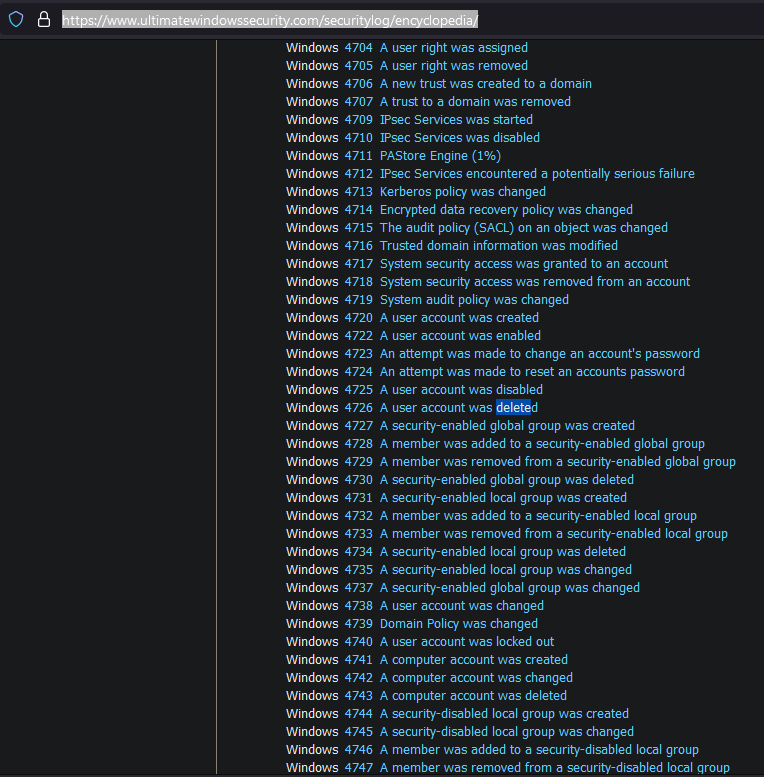 https://www.ultimatewindowssecurity.com/securitylog/encyclopedia/
Windows 4704 A user right was assigned
Windows 4705 A user right was removed
Windows 4706 A new trust was created to a domain
Windows 4707 A trust to a domain was removed
Windows 4709 IPsec Services was started
Windows 4710 IPsec Services was disabled
Windows 4711 PAStore Engine (1%)
Windows 4712 IPsec Services encountered a potentially serious failure
Windows 4713 Kerberos policy was changed
Windows 4714 Encrypted data recovery policy was changed
Windows 4715 The audit policy (SACL) on an object was changed
Windows 4716 Trusted domain information was modified
Windows 4717 System security access was granted to an account
Windows 4718 System security access was removed from an account
Windows 4719 System audit policy was changed
Windows 4720 A user account was created
Windows 4722 A user account was enabled
Windows 4723 An attempt was made to change an account's password
Windows 4724 An attempt was made to reset an accounts password
Windows 4725 A user account was disabled
Windows 4726 A user account was deleted
Windows 4727 A security-enabled global group was created
Windows 4728 A member was added to a security-enabled global group
Windows 4729 A member was removed from a security-enabled global group
Windows 4730 A security-enabled global group was deleted
Windows 4731 A security-enabled local group was created
Windows 4732 A member was added to a security-enabled local group
Windows 4733 A member was removed from a security-enabled local group
Windows 4734 A security-enabled local group was deleted
Windows 4735 A security-enabled local group was changed
Windows 4737 A security-enabled global group was changed
Windows 4738 A user account was changed
Windows 4739 Domain Policy was changed
Windows 4740 A user account was locked out
Windows 4741 A computer account was created
Windows 4742 A computer account was changed
Windows 4743 A computer account was deleted
Windows 4744 A security-disabled local group was created
Windows 4745 A security-disabled local group was changed
Windows 4746 A member was added to a security-disabled local group
Windows 4747 A member was removed from a security-disabled local group